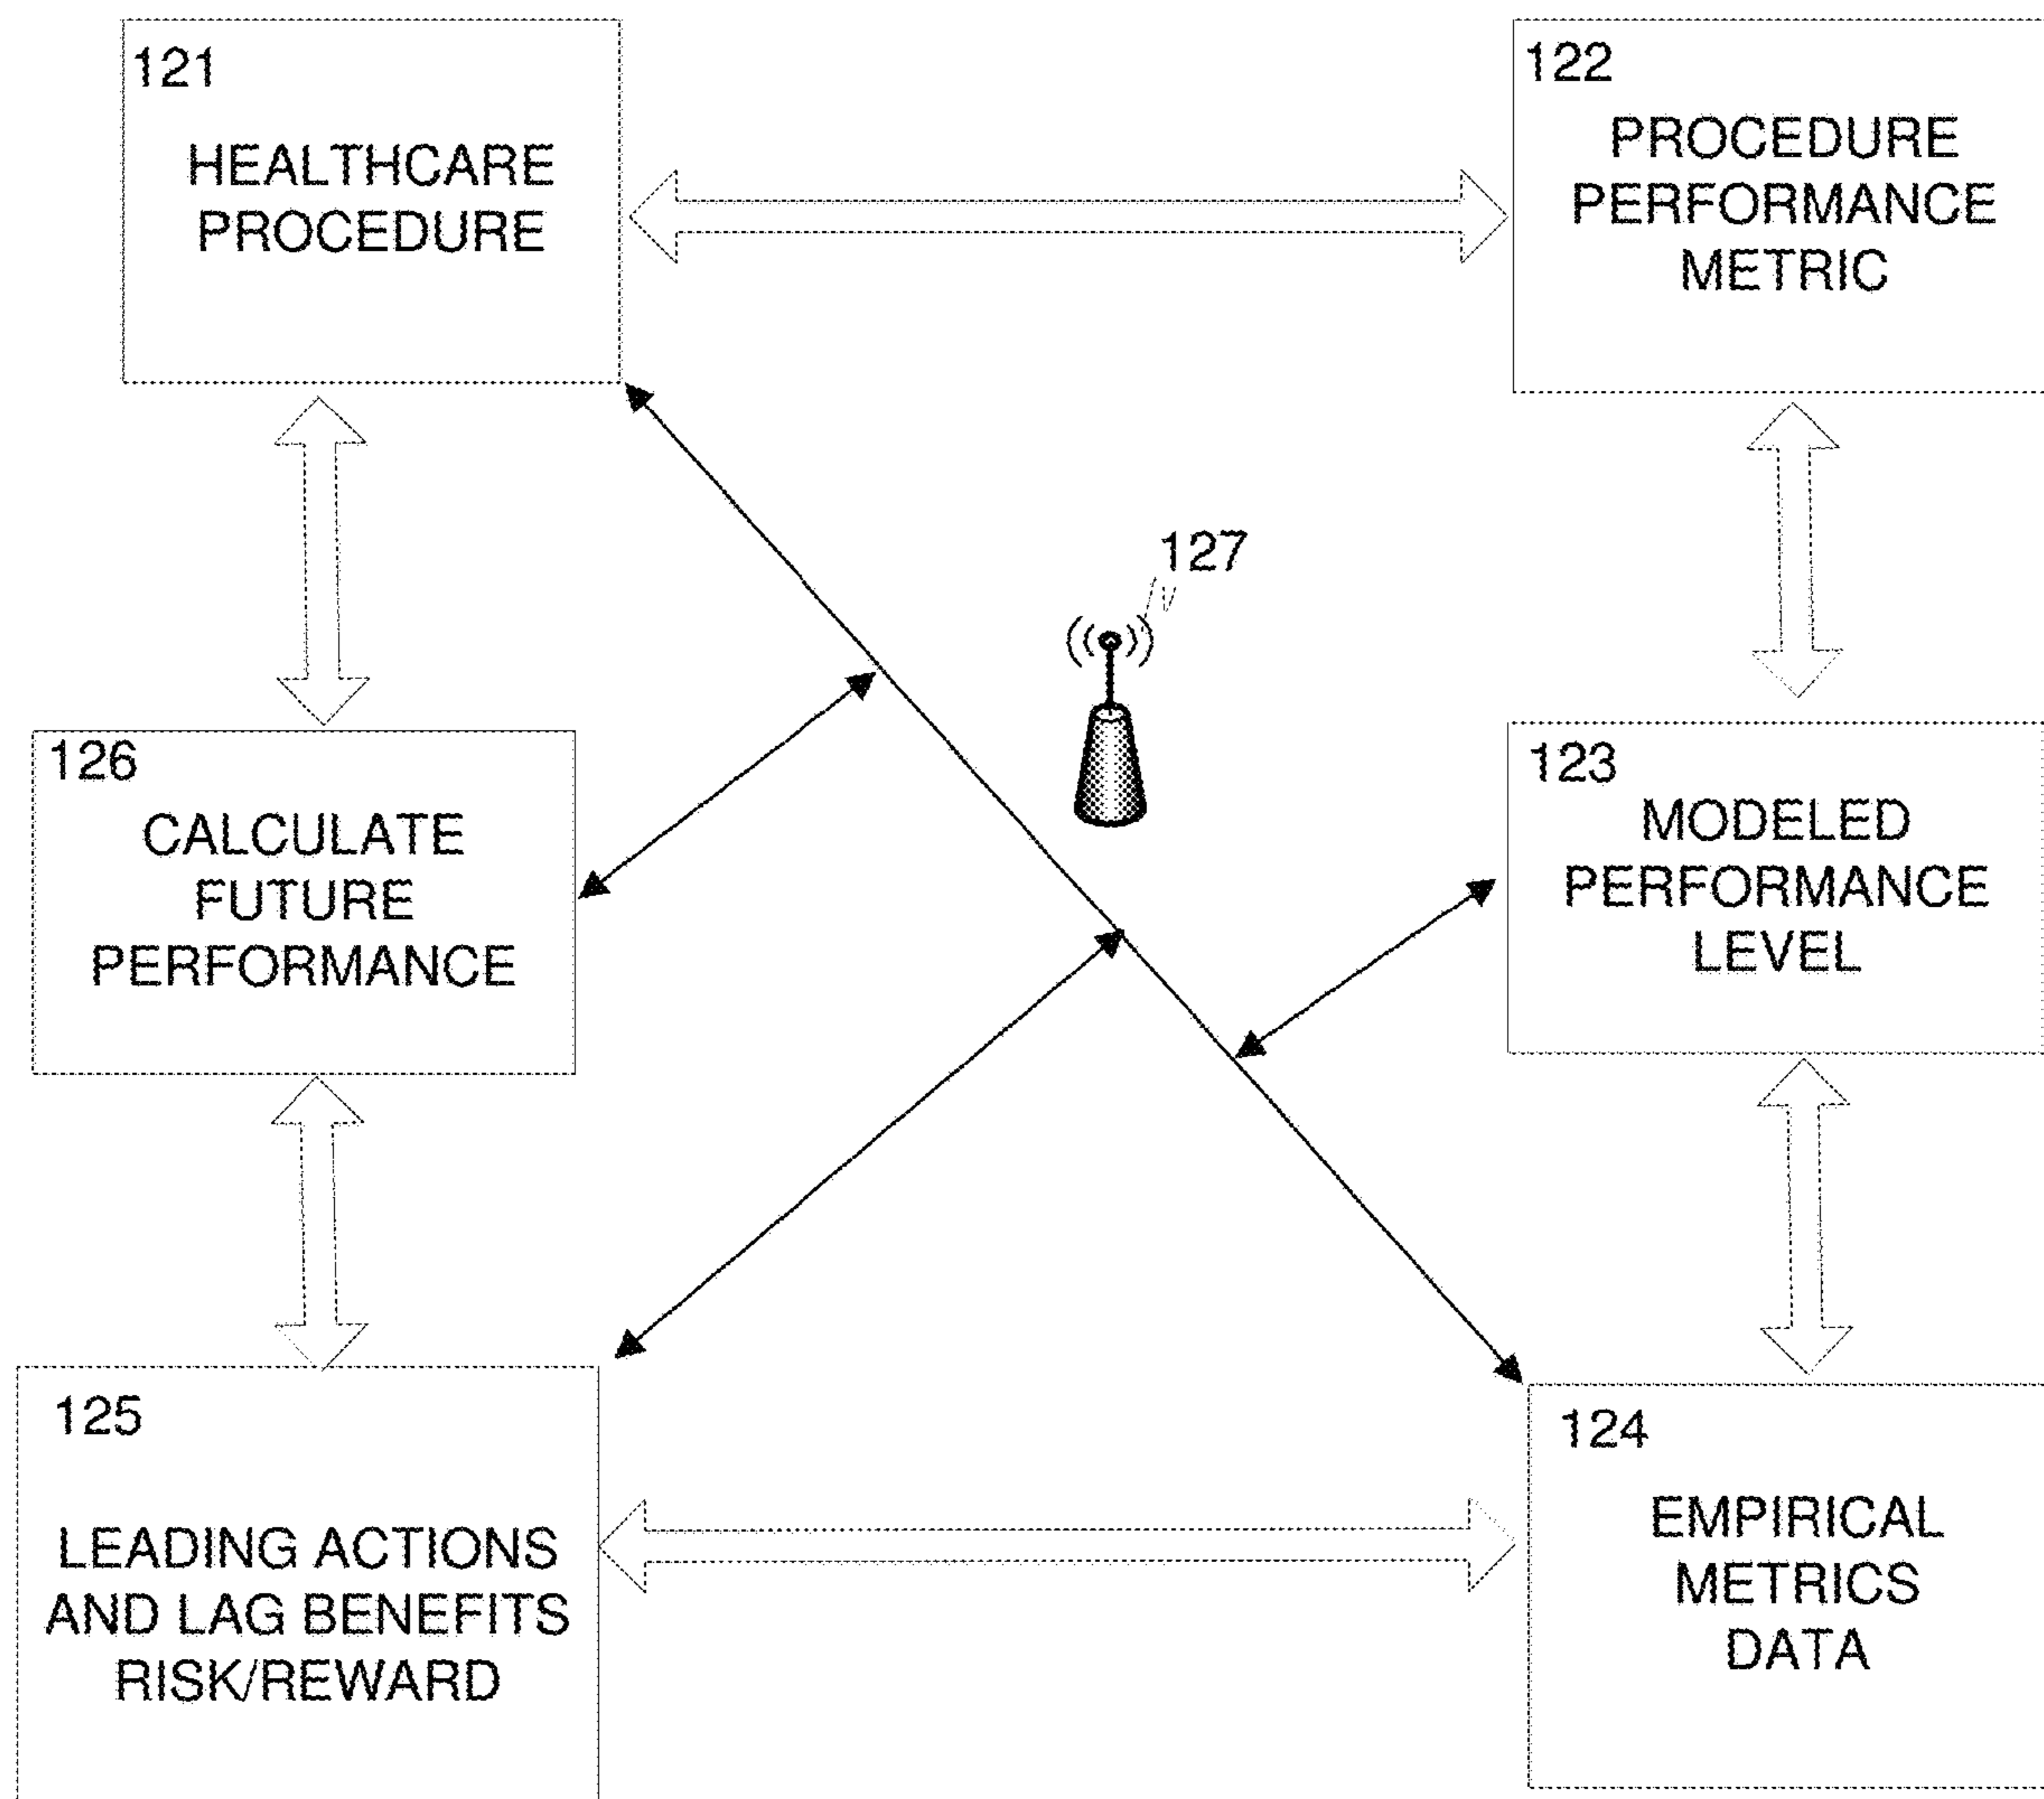 121
HEALTHCARE
PROCEDURE
122
PROCEDURE
PERFORMANCE
METRIC
127
126
CALCULATE
FUTURE
PERFORMANCE
123
MODELED
PERFORMANCE
LEVEL
125
LEADING ACTIONS
AND LAG BENEFITS
RISK/REWARD
124
EMPIRICAL
METRICS
DATA